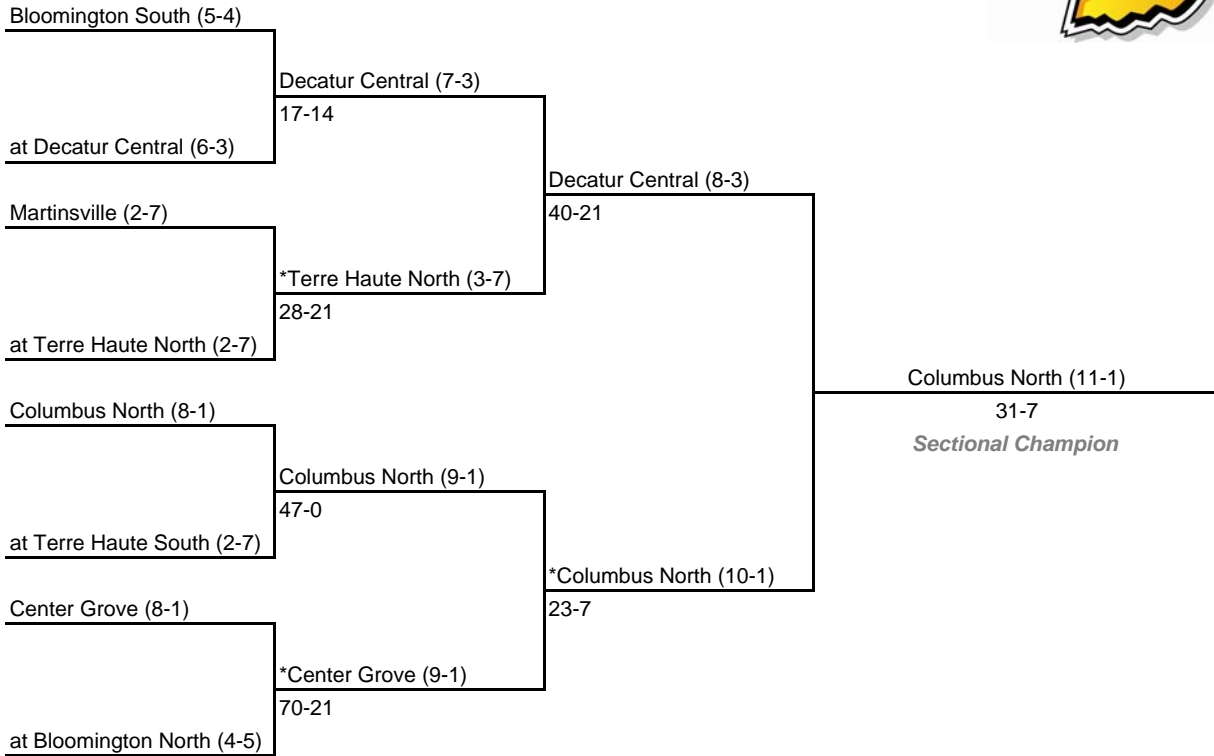 Bloomington South (5-4)
Decatur Central (7-3)
17-14
at Decatur Central (6-3)
Decatur Central (8-3)
Martinsville (2-7)
40-21
*Terre Haute North (3-7)
28-21
at Terre Haute North (2-7)
Columbus North (11-1)
Columbus North (8-1)
31-7
Sectional Champion
Columbus North (9-1)
47-0
at Terre Haute South (2-7)
*Columbus North (10-1)
Center Grove (8-1)
23-7
*Center Grove (9-1)
70-21
at Bloomington North (4-5)